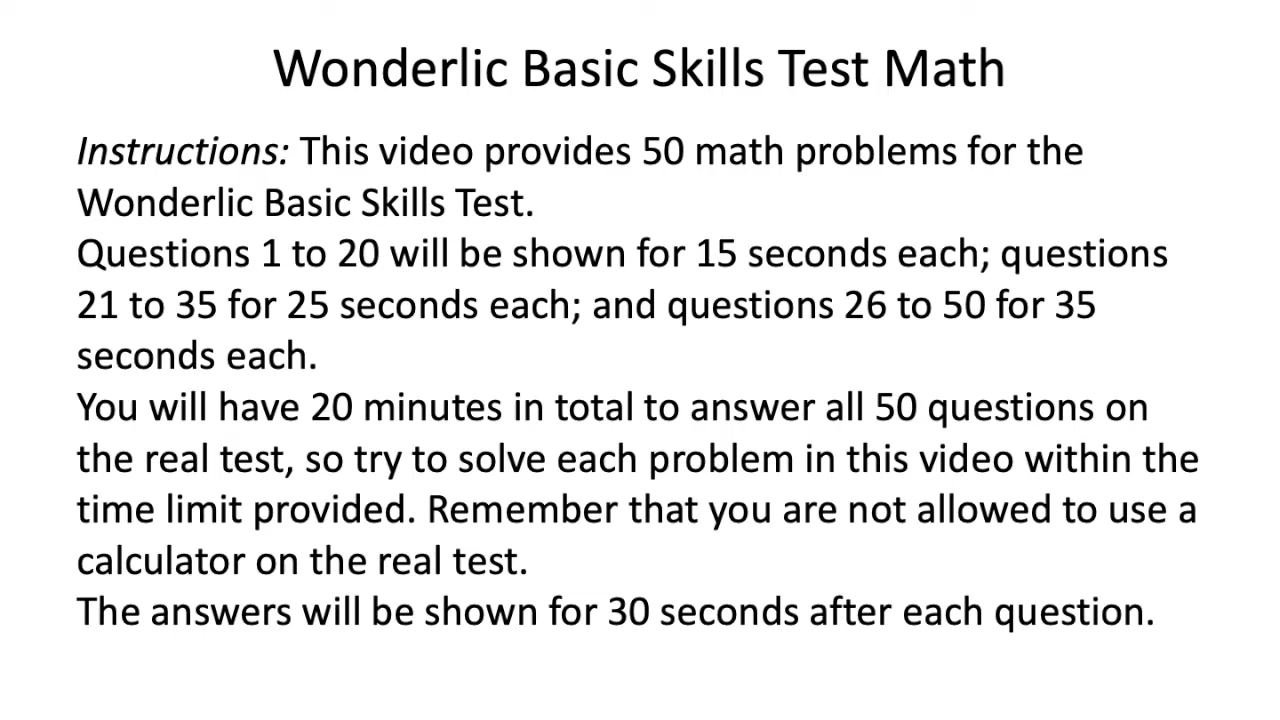 Wonderlic Basic Skills Test Math
Instructions: This video provides 50 math problems for the
Wonderlic Basic Skills Test.
Questions 1 to 20 will be shown for 15 seconds each; questions
21 to 35 for 25 seconds each; and questions 26 to 50 for 35
seconds each.
You will have 20 minutes in total to answer all 50 questions on
the real test, so try to solve each problem in this video within the
time limit provided. Remember that you are not allowed to use a
calculator on the real test.
The answers will be shown for 30 seconds after each question.